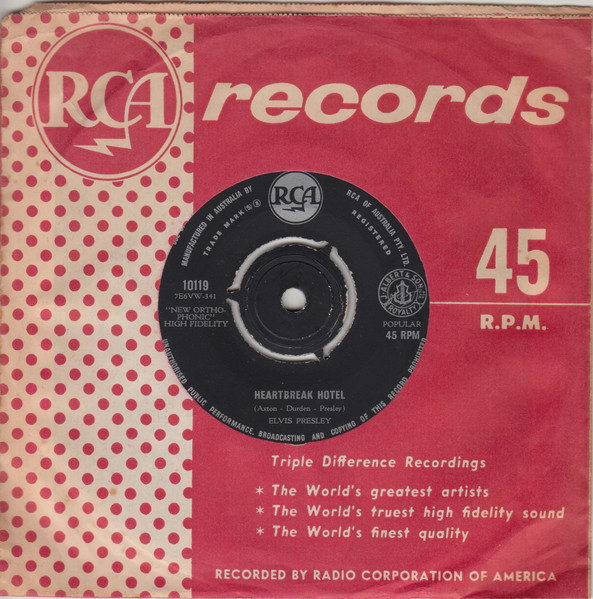 RCA records
45
R.P.M.
RCA
MANUFACTURED IN AUSTRALIA BY
RCA OF AUSTRALIA PTY. LTD.
TRADE MARK
REGISTERED
10119
7E6VW-341
"NEW ORTHO-
PHONIC"
HIGH FIDELITY
J. ALBERT & SON
ROYALTY
POPULAR
45 RPM
HEARTBREAK HOTEL
(Axton - Durden - Presley)
ELVIS PRESLEY
UNAUTHORISED PUBLIC PERFORMANCE, BROADCASTING AND COPYING OF THIS RECORD PROHIBITED
Triple Difference Recordings
* The World's greatest artists
* The World's truest high fidelity sound
* The World's finest quality
RECORDED BY RADIO CORPORATION OF AMERICA